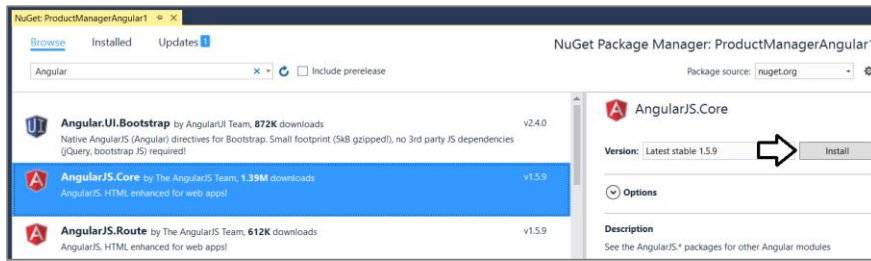 NuGet: ProductManagerAngular1
Browse Installed Updates 1
NuGet Package Manager: ProductManagerAngular1
Angular
Include prerelease
Package source: nuget.org
Angular.UI.Bootstrap by AngularUI Team, 872K downloads v2.4.0
Native AngularJS (Angular) directives for Bootstrap. Small footprint (5kB gzipped!), no 3rd party JS dependencies
(jQuery, bootstrap JS) required!
AngularJS.Core by The AngularJS Team, 1.39M downloads v1.5.9
AngularJS. HTML enhanced for web apps!
AngularJS.Route by The AngularJS Team, 612K downloads v1.5.9
AngularJS. HTML enhanced for web apps!
AngularJS.Core
Version: Latest stable 1.5.9 Install
Options
Description
See the AngularJS.* packages for other Angular modules